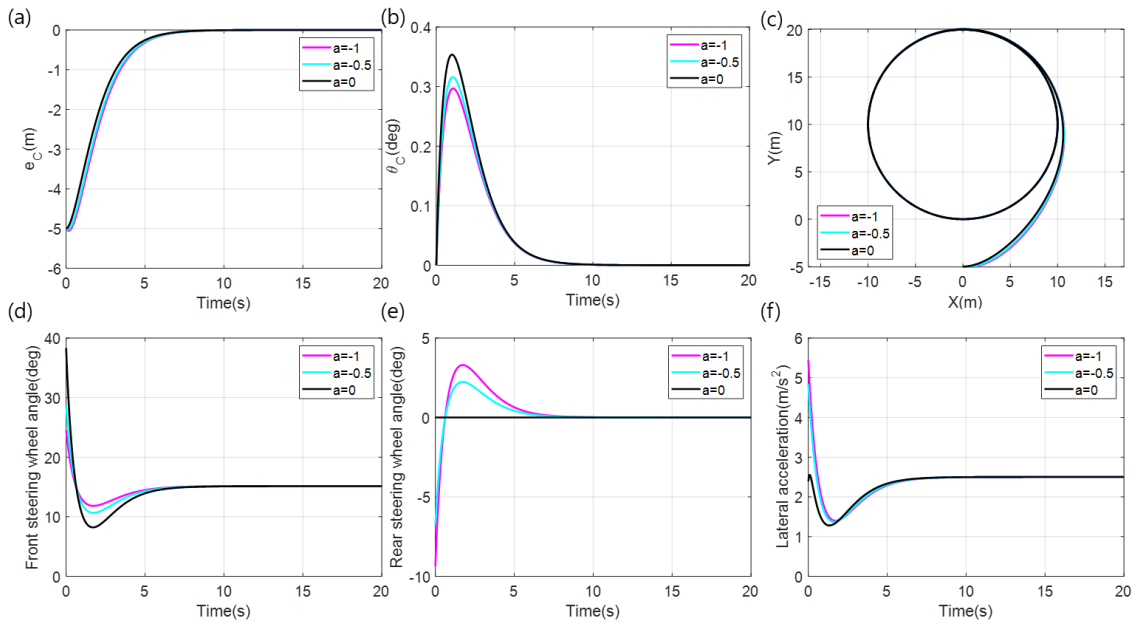 (a)
0
-1
-2
-3
-4
-5
-6
e_C(m)
a=-1
a=-0.5
a=0
0 5 10 15 20
Time(s)
(b)
0.4
0.3
0.2
0.1
0
θ_C(deg)
a=-1
a=-0.5
a=0
0 5 10 15 20
Time(s)
(c)
20
15
10
5
0
-5
Y(m)
a=-1
a=-0.5
a=0
-15 -10 -5 0 5 10 15
X(m)
(d)
40
30
20
10
0
Front steering wheel angle(deg)
a=-1
a=-0.5
a=0
0 5 10 15 20
Time(s)
(e)
5
0
-5
-10
Rear steering wheel angle(deg)
a=-1
a=-0.5
a=0
0 5 10 15 20
Time(s)
(f)
6
5
4
3
2
1
0
Lateral acceleration(m/s²)
a=-1
a=-0.5
a=0
0 5 10 15 20
Time(s)